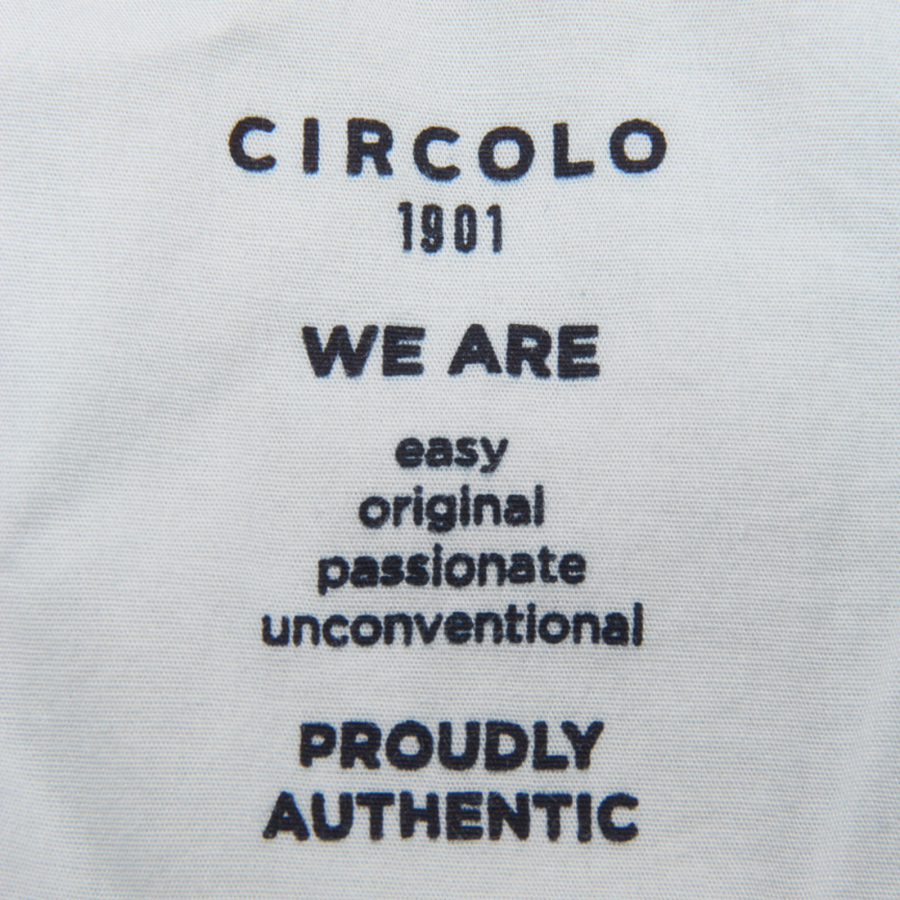 CIRCOLO
1901
WE ARE
easy
original
passionate
unconventional
PROUDLY
AUTHENTIC